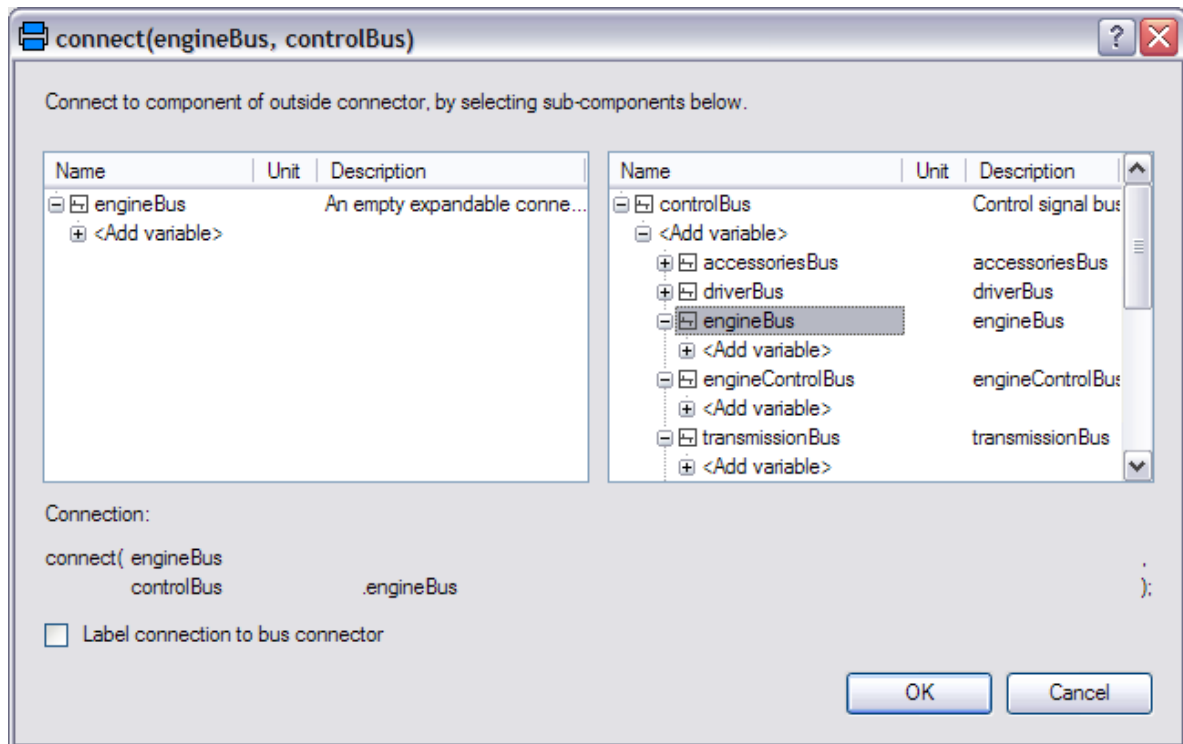 connect(engineBus, controlBus)
Connect to component of outside connector, by selecting sub-components below.
Name Unit Description
engineBus An empty expandable conne...
<Add variable>
Name Unit Description
controlBus Control signal bus
<Add variable>
accessoriesBus accessoriesBus
driverBus driverBus
engineBus engineBus
<Add variable>
engineControlBus engineControlBus
<Add variable>
transmissionBus transmissionBus
<Add variable>
Connection:
connect( engineBus ,
controlBus .engineBus );
Label connection to bus connector
OK Cancel